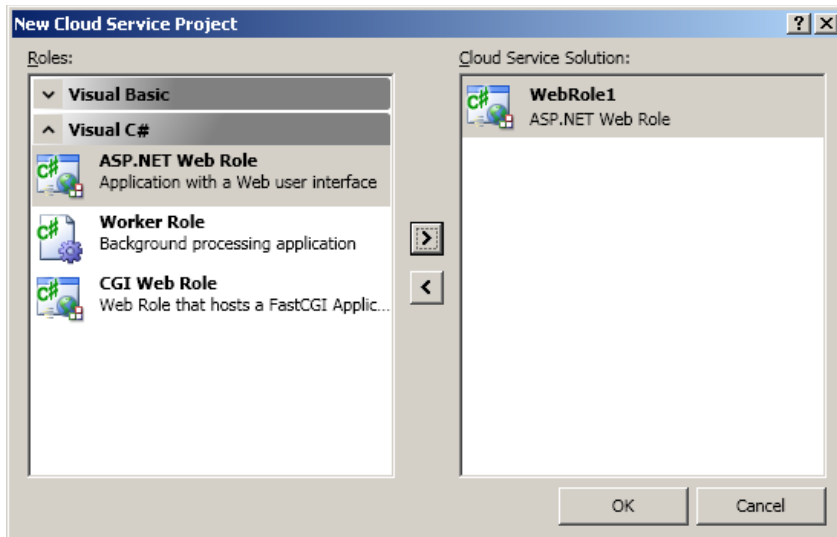 New Cloud Service Project
Roles:
Visual Basic
Visual C#
ASP.NET Web Role
Application with a Web user interface
Worker Role
Background processing application
CGI Web Role
Web Role that hosts a FastCGI Applic...
>
<
Cloud Service Solution:
WebRole1
ASP.NET Web Role
OK
Cancel